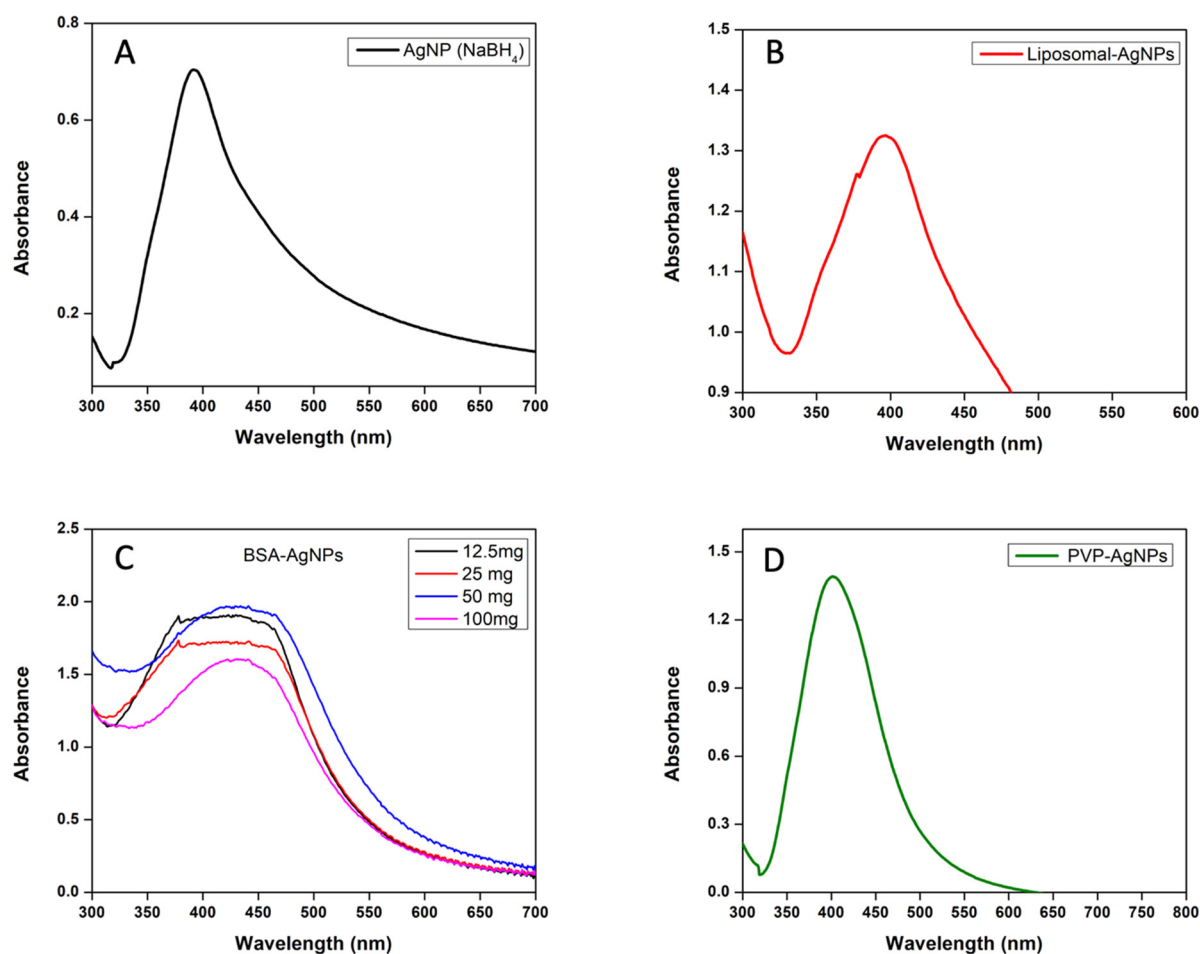 A
AgNP (NaBH₄)
0.8
0.6
0.4
0.2
Absorbance
300 350 400 450 500 550 600 650 700
Wavelength (nm)
B
Liposomal-AgNPs
1.5
1.4
1.3
1.2
1.1
1.0
0.9
Absorbance
300 350 400 450 500 550 600
Wavelength (nm)
C
BSA-AgNPs
12.5mg
25 mg
50 mg
100mg
2.5
2.0
1.5
1.0
0.5
0.0
Absorbance
300 350 400 450 500 550 600 650 700
Wavelength (nm)
D
PVP-AgNPs
1.5
1.2
0.9
0.6
0.3
0.0
Absorbance
300 350 400 450 500 550 600 650 700 750 800
Wavelength (nm)